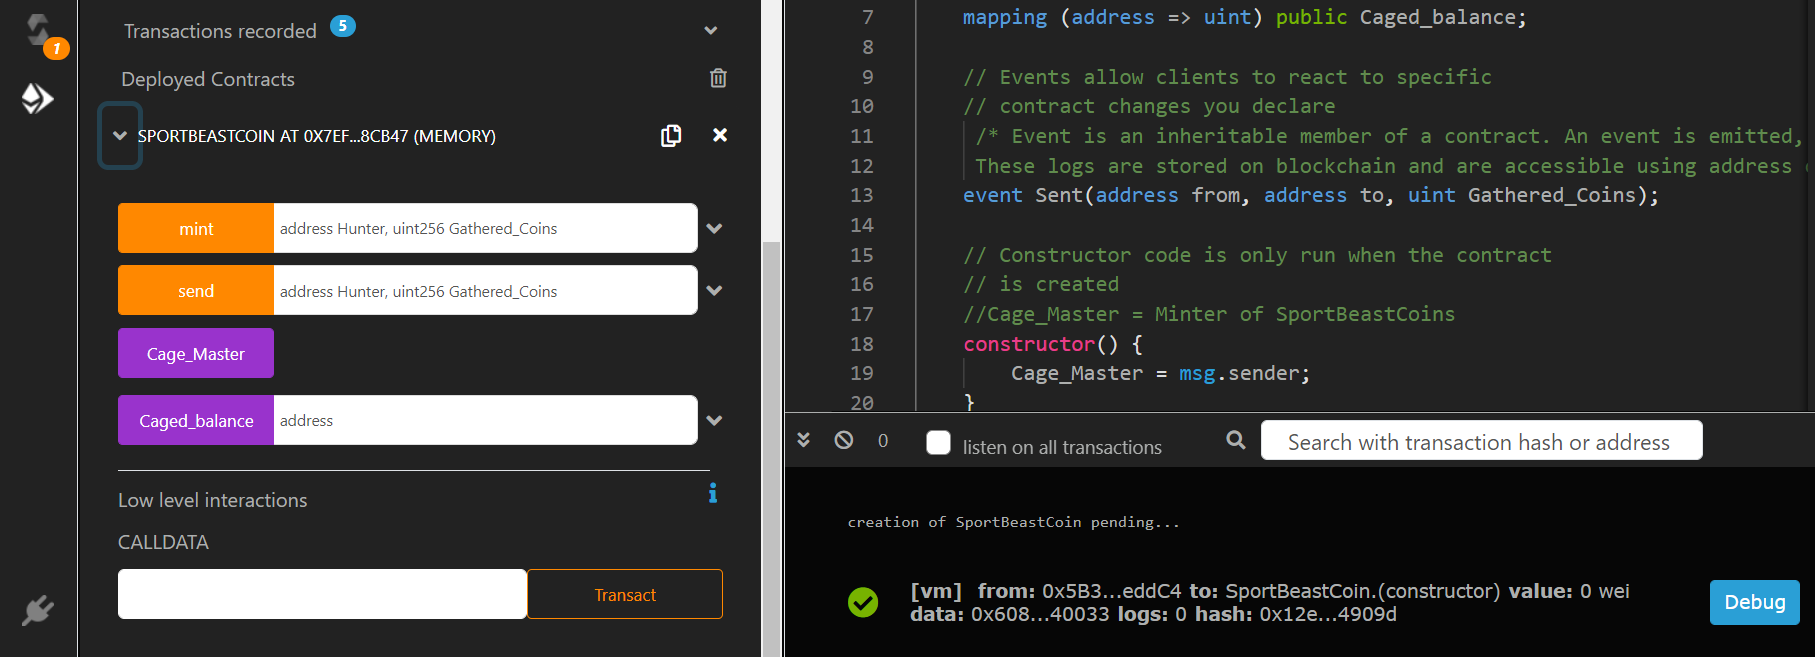 1
Transactions recorded 5
Deployed Contracts
SPORTBEASTCOIN AT 0X7EF...8CB47 (MEMORY)
mint address Hunter, uint256 Gathered_Coins
send address Hunter, uint256 Gathered_Coins
Cage_Master
Caged_balance address
Low level interactions i
CALLDATA
Transact
7 mapping (address => uint) public Caged_balance;
8
9 // Events allow clients to react to specific
10 // contract changes you declare
11 /* Event is an inheritable member of a contract. An event is emitted,
12 These logs are stored on blockchain and are accessible using address
13 event Sent(address from, address to, uint Gathered_Coins);
14
15 // Constructor code is only run when the contract
16 // is created
17 //Cage_Master = Minter of SportBeastCoins
18 constructor() {
19 Cage_Master = msg.sender;
20 }
0 listen on all transactions Search with transaction hash or address
creation of SportBeastCoin pending...
[vm] from: 0x5B3...eddC4 to: SportBeastCoin.(constructor) value: 0 wei
data: 0x608...40033 logs: 0 hash: 0x12e...4909d
Debug